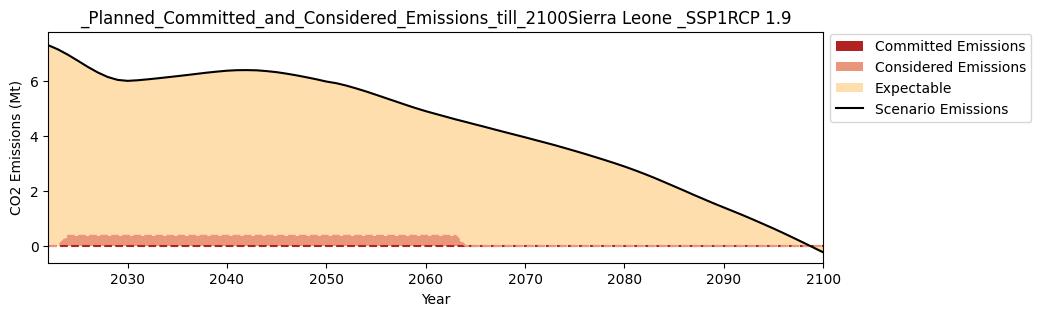 _Planned_Committed_and_Considered_Emissions_till_2100Sierra Leone _SSP1RCP 1.9
Committed Emissions
Considered Emissions
Expectable
Scenario Emissions
CO2 Emissions (Mt)
6
4
2
0
2030 2040 2050 2060 2070 2080 2090 2100
Year